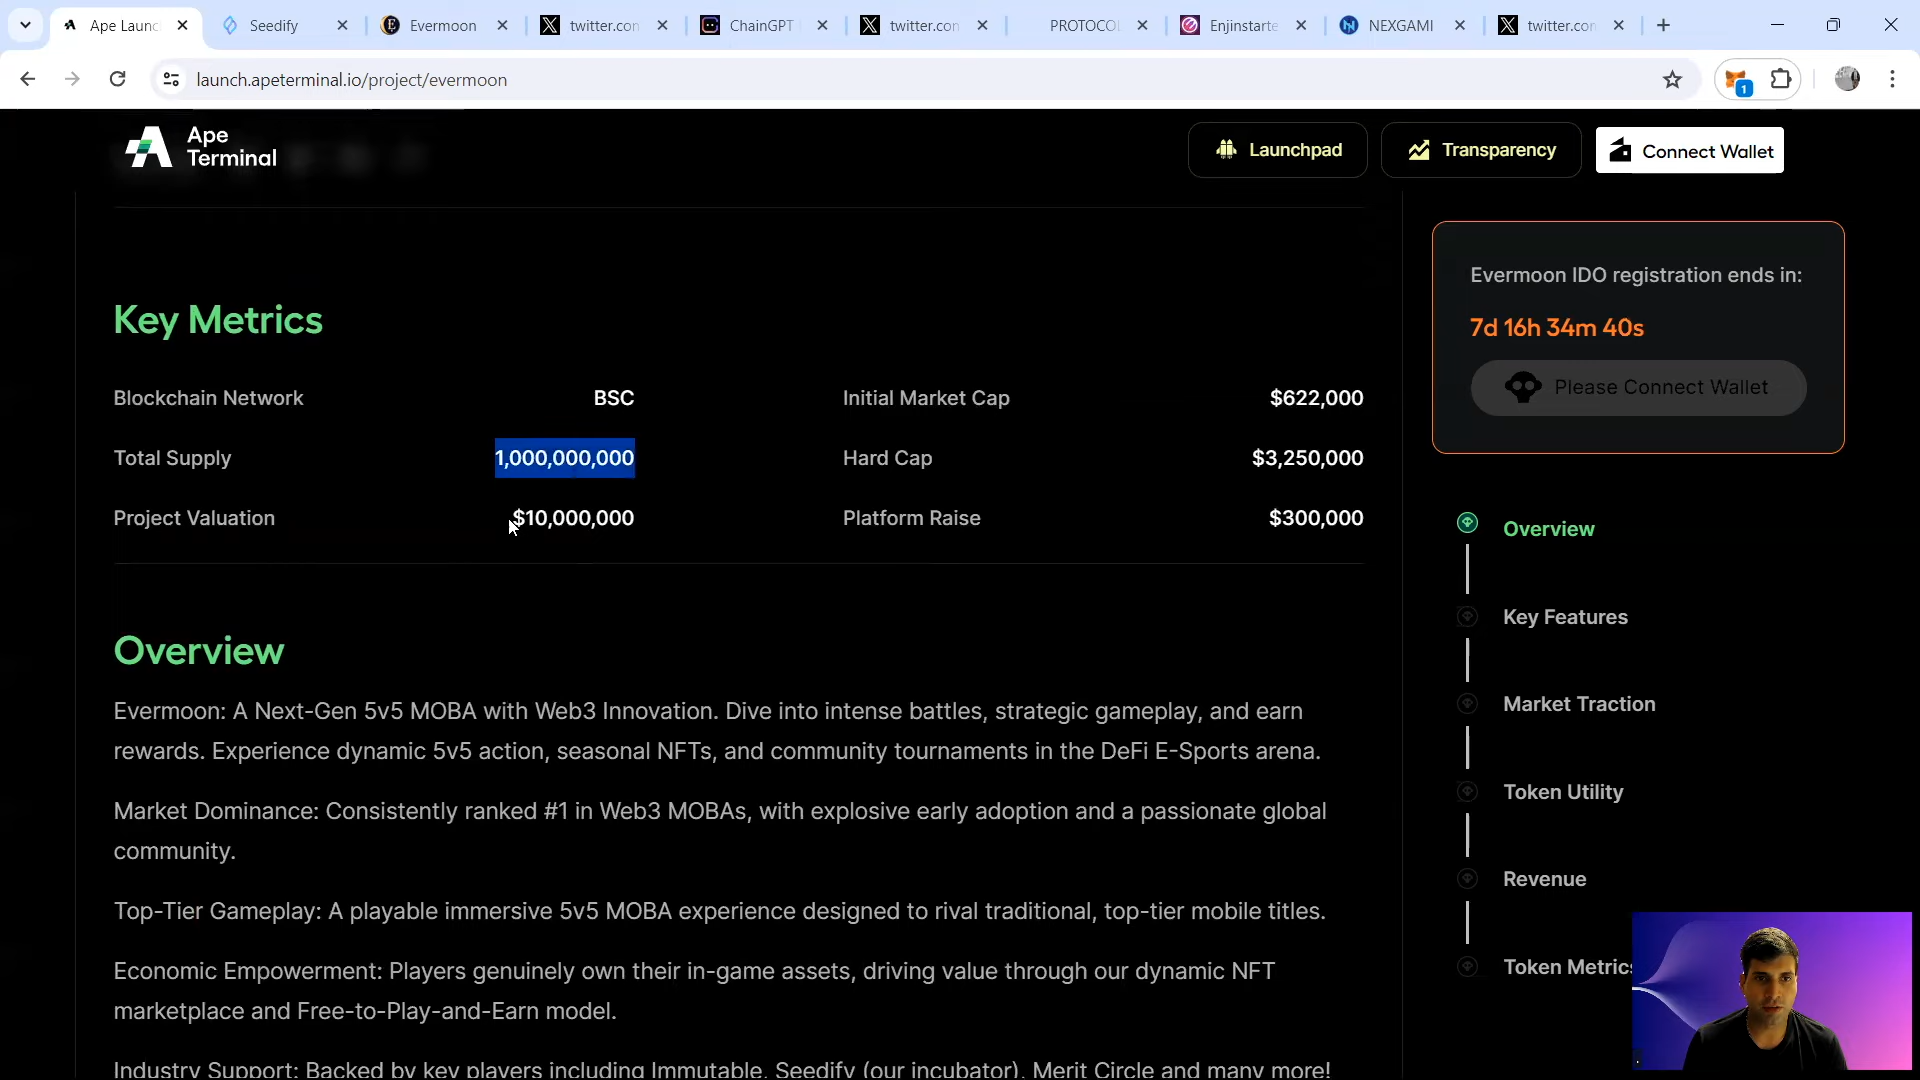 Ape Launc
Seedify
Evermoon
twitter.con
ChainGPT
twitter.con
PROTOCOL
Enjinstarte
NEXGAMI
twitter.con
launch.apeterminal.io/project/evermoon
1
Ape
Terminal
Launchpad
Transparency
Connect Wallet
Key Metrics
Blockchain Network BSC
Initial Market Cap $622,000
Total Supply 1,000,000,000
Hard Cap $3,250,000
Project Valuation $10,000,000
Platform Raise $300,000
Overview
Evermoon: A Next-Gen 5v5 MOBA with Web3 Innovation. Dive into intense battles, strategic gameplay, and earn
rewards. Experience dynamic 5v5 action, seasonal NFTs, and community tournaments in the DeFi E-Sports arena.
Market Dominance: Consistently ranked #1 in Web3 MOBAs, with explosive early adoption and a passionate global
community.
Top-Tier Gameplay: A playable immersive 5v5 MOBA experience designed to rival traditional, top-tier mobile titles.
Economic Empowerment: Players genuinely own their in-game assets, driving value through our dynamic NFT
marketplace and Free-to-Play-and-Earn model.
Industry Support: Backed by key players including Immutable, Seedify (our incubator), Merit Circle and many more!
Evermoon IDO registration ends in:
7d 16h 34m 40s
Please Connect Wallet
Overview
Key Features
Market Traction
Token Utility
Revenue
Token Metrics